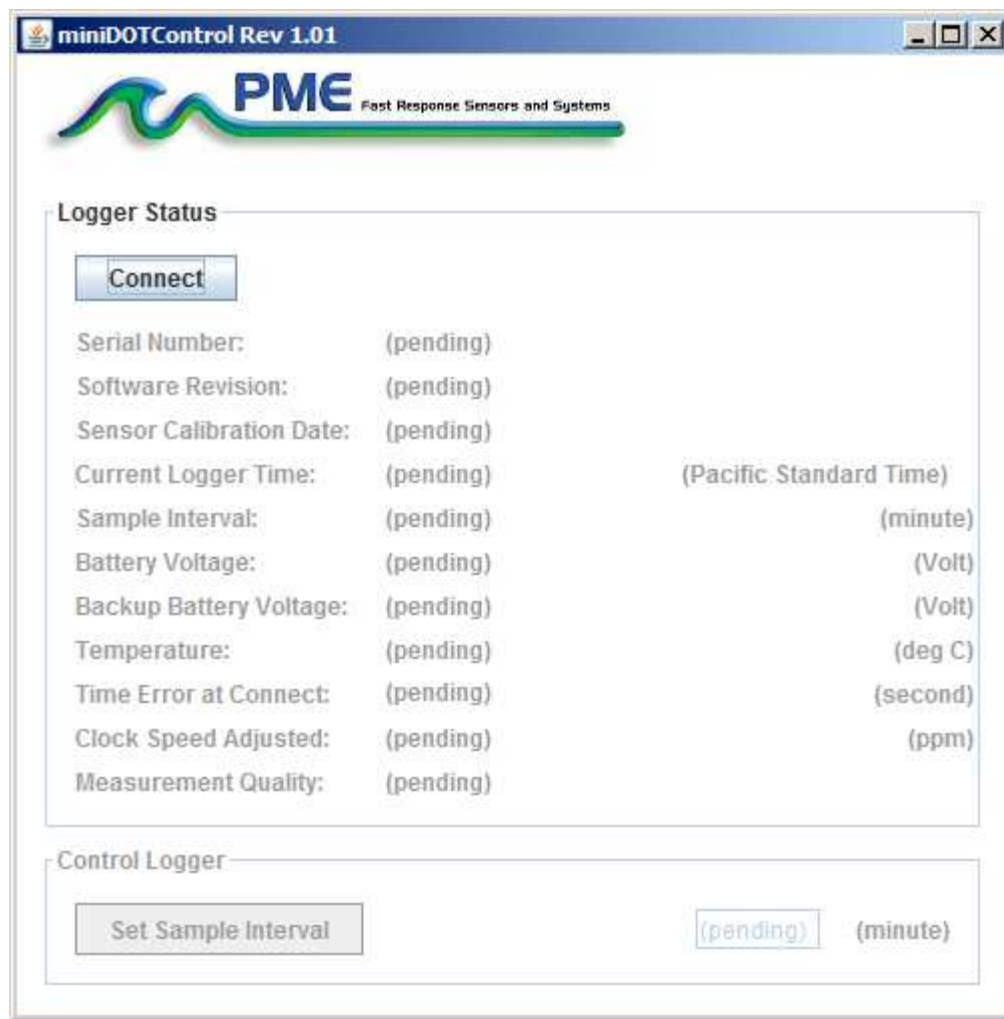 miniDOTControl Rev 1.01
PME Fast Response Sensors and Systems
Logger Status
Connect
Serial Number: (pending)
Software Revision: (pending)
Sensor Calibration Date: (pending)
Current Logger Time: (pending) (Pacific Standard Time)
Sample Interval: (pending) (minute)
Battery Voltage: (pending) (Volt)
Backup Battery Voltage: (pending) (Volt)
Temperature: (pending) (deg C)
Time Error at Connect: (pending) (second)
Clock Speed Adjusted: (pending) (ppm)
Measurement Quality: (pending)
Control Logger
Set Sample Interval (pending) (minute)